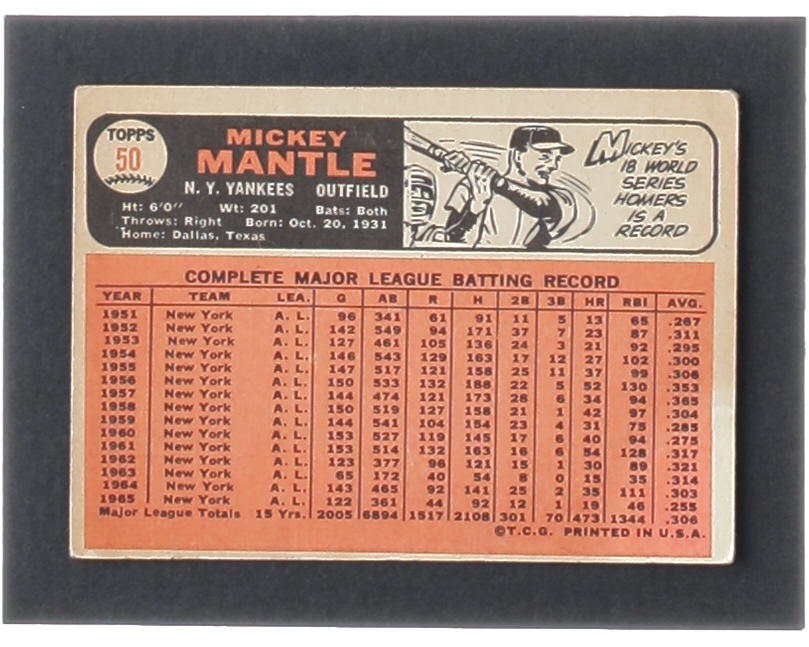 TOPPS
50
MICKEY
MANTLE
N. Y. YANKEES OUTFIELD
Ht: 6'0" Wt: 201 Bats: Both
Throws: Right Born: Oct. 20, 1931
Home: Dallas, Texas
MICKEY'S
18 WORLD
SERIES
HOMERS
IS A
RECORD
COMPLETE MAJOR LEAGUE BATTING RECORD
YEAR TEAM LEA. G AB R H 2B 3B HR RBI AVG.
1951 New York A. L. 96 341 61 91 11 5 13 65 .267
1952 New York A. L. 142 549 94 171 37 7 23 87 .311
1953 New York A. L. 127 461 105 136 24 3 21 92 .295
1954 New York A. L. 146 543 129 163 17 12 27 102 .300
1955 New York A. L. 147 517 121 158 25 11 37 99 .306
1956 New York A. L. 150 533 132 188 22 5 52 130 .353
1957 New York A. L. 144 474 121 173 28 6 34 94 .365
1958 New York A. L. 150 519 127 158 21 1 42 97 .304
1959 New York A. L. 144 541 104 154 23 4 31 75 .285
1960 New York A. L. 153 527 119 145 17 6 40 94 .275
1961 New York A. L. 153 514 132 163 16 6 54 128 .317
1962 New York A. L. 123 377 96 121 15 1 30 89 .321
1963 New York A. L. 65 172 40 54 8 0 15 35 .314
1964 New York A. L. 143 465 92 141 25 2 35 111 .303
1965 New York A. L. 122 361 44 92 12 1 19 46 .255
Major League Totals 15 Yrs. 2005 6894 1517 2108 301 70 473 1344 .306
©T.C.G. PRINTED IN U.S.A.